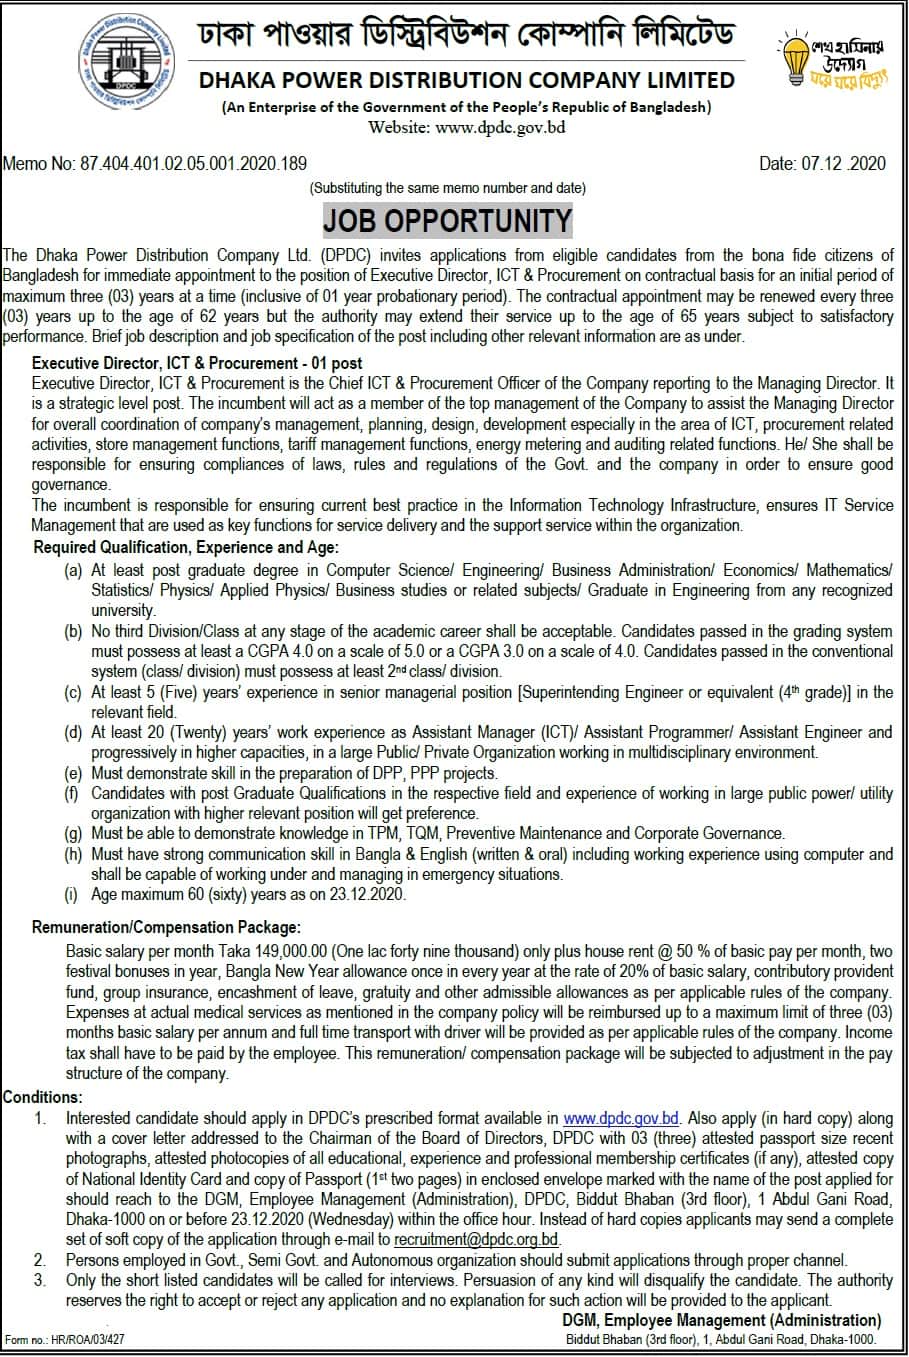 ঢাকা পাওয়ার ডিস্ট্রিবিউশন কোম্পানি লিমিটেড
DHAKA POWER DISTRIBUTION COMPANY LIMITED
(An Enterprise of the Government of the People's Republic of Bangladesh)
Website: www.dpdc.gov.bd
Dhaka Power Distribution Company Limited
DPDC
ঢাকা পাওয়ার ডিস্ট্রিবিউশন কোম্পানি লিমিটেড
শেখ হাসিনার
উদ্যোগ
ঘরে ঘরে বিদ্যুৎ
Memo No: 87.404.401.02.05.001.2020.189
Date: 07.12 .2020
(Substituting the same memo number and date)
JOB OPPORTUNITY
The Dhaka Power Distribution Company Ltd. (DPDC) invites applications from eligible candidates from the bona fide citizens of
Bangladesh for immediate appointment to the position of Executive Director, ICT & Procurement on contractual basis for an initial period of
maximum three (03) years at a time (inclusive of 01 year probationary period). The contractual appointment may be renewed every three
(03) years up to the age of 62 years but the authority may extend their service up to the age of 65 years subject to satisfactory
performance. Brief job description and job specification of the post including other relevant information are as under.
Executive Director, ICT & Procurement - 01 post
Executive Director, ICT & Procurement is the Chief ICT & Procurement Officer of the Company reporting to the Managing Director. It
is a strategic level post. The incumbent will act as a member of the top management of the Company to assist the Managing Director
for overall coordination of company's management, planning, design, development especially in the area of ICT, procurement related
activities, store management functions, tariff management functions, energy metering and auditing related functions. He/ She shall be
responsible for ensuring compliances of laws, rules and regulations of the Govt. and the company in order to ensure good
governance.
The incumbent is responsible for ensuring current best practice in the Information Technology Infrastructure, ensures IT Service
Management that are used as key functions for service delivery and the support service within the organization.
Required Qualification, Experience and Age:
(a) At least post graduate degree in Computer Science/ Engineering/ Business Administration/ Economics/ Mathematics/
Statistics/ Physics/ Applied Physics/ Business studies or related subjects/ Graduate in Engineering from any recognized
university.
(b) No third Division/Class at any stage of the academic career shall be acceptable. Candidates passed in the grading system
must possess at least a CGPA 4.0 on a scale of 5.0 or a CGPA 3.0 on a scale of 4.0. Candidates passed in the conventional
system (class/ division) must possess at least 2nd class/ division.
(c) At least 5 (Five) years' experience in senior managerial position [Superintending Engineer or equivalent (4th grade)] in the
relevant field.
(d) At least 20 (Twenty) years' work experience as Assistant Manager (ICT)/ Assistant Programmer/ Assistant Engineer and
progressively in higher capacities, in a large Public/ Private Organization working in multidisciplinary environment.
(e) Must demonstrate skill in the preparation of DPP, PPP projects.
(f) Candidates with post Graduate Qualifications in the respective field and experience of working in large public power/ utility
organization with higher relevant position will get preference.
(g) Must be able to demonstrate knowledge in TPM, TQM, Preventive Maintenance and Corporate Governance.
(h) Must have strong communication skill in Bangla & English (written & oral) including working experience using computer and
shall be capable of working under and managing in emergency situations.
(i) Age maximum 60 (sixty) years as on 23.12.2020.
Remuneration/Compensation Package:
Basic salary per month Taka 149,000.00 (One lac forty nine thousand) only plus house rent @ 50 % of basic pay per month, two
festival bonuses in year, Bangla New Year allowance once in every year at the rate of 20% of basic salary, contributory provident
fund, group insurance, encashment of leave, gratuity and other admissible allowances as per applicable rules of the company.
Expenses at actual medical services as mentioned in the company policy will be reimbursed up to a maximum limit of three (03)
months basic salary per annum and full time transport with driver will be provided as per applicable rules of the company. Income
tax shall have to be paid by the employee. This remuneration/ compensation package will be subjected to adjustment in the pay
structure of the company.
Conditions:
1. Interested candidate should apply in DPDC's prescribed format available in www.dpdc.gov.bd. Also apply (in hard copy) along
with a cover letter addressed to the Chairman of the Board of Directors, DPDC with 03 (three) attested passport size recent
photographs, attested photocopies of all educational, experience and professional membership certificates (if any), attested copy
of National Identity Card and copy of Passport (1st two pages) in enclosed envelope marked with the name of the post applied for
should reach to the DGM, Employee Management (Administration), DPDC, Biddut Bhaban (3rd floor), 1 Abdul Gani Road,
Dhaka-1000 on or before 23.12.2020 (Wednesday) within the office hour. Instead of hard copies applicants may send a complete
set of soft copy of the application through e-mail to recruitment@dpdc.org.bd.
2. Persons employed in Govt., Semi Govt. and Autonomous organization should submit applications through proper channel.
3. Only the short listed candidates will be called for interviews. Persuasion of any kind will disqualify the candidate. The authority
reserves the right to accept or reject any application and no explanation for such action will be provided to the applicant.
DGM, Employee Management (Administration)
Form no.: HR/ROA/03/427
Biddut Bhaban (3rd floor), 1, Abdul Gani Road, Dhaka-1000.